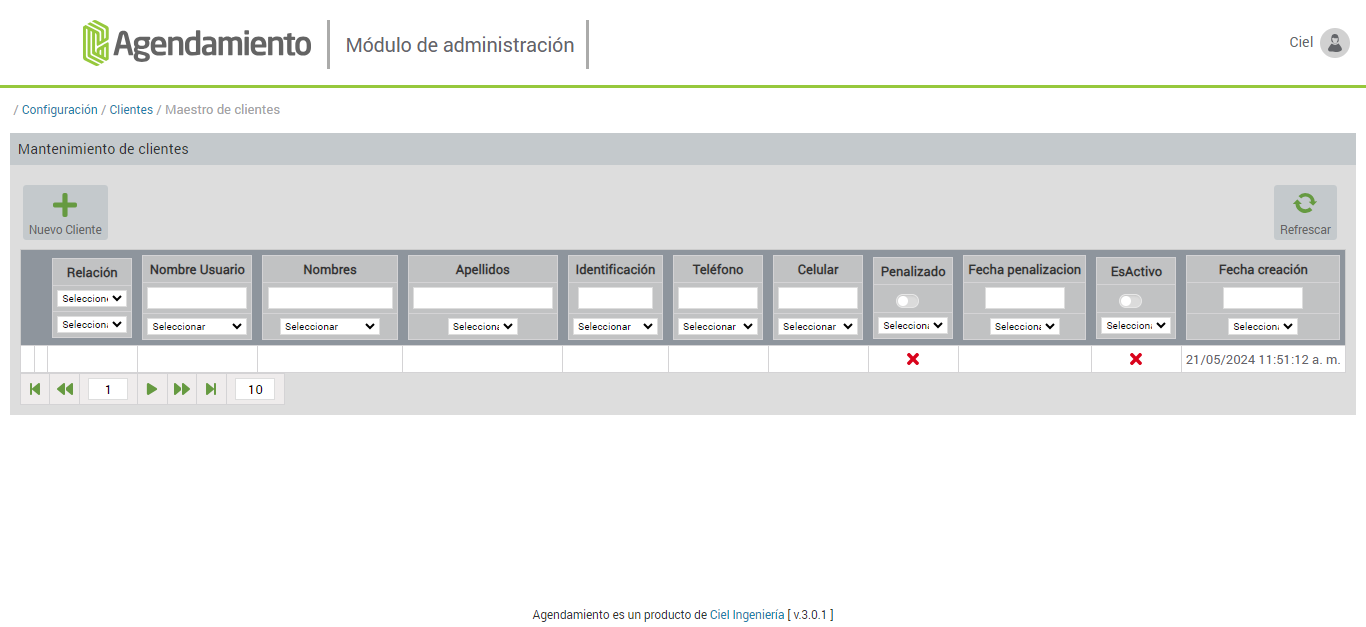 Agendamiento Módulo de administración Ciel
/ Configuración / Clientes / Maestro de clientes
Mantenimiento de clientes
Nuevo Cliente Refrescar
Relación Nombre Usuario Nombres Apellidos Identificación Teléfono Celular Penalizado Fecha penalizacion EsActivo Fecha creación
Seleccion
Seleccion Seleccionar Seleccionar Selecciona Seleccionar Seleccionar Seleccionar Seleccion Selecciona Seleccion Selecciona
21/05/2024 11:51:12 a. m.
1 10
Agendamiento es un producto de Ciel Ingeniería [ v.3.0.1 ]